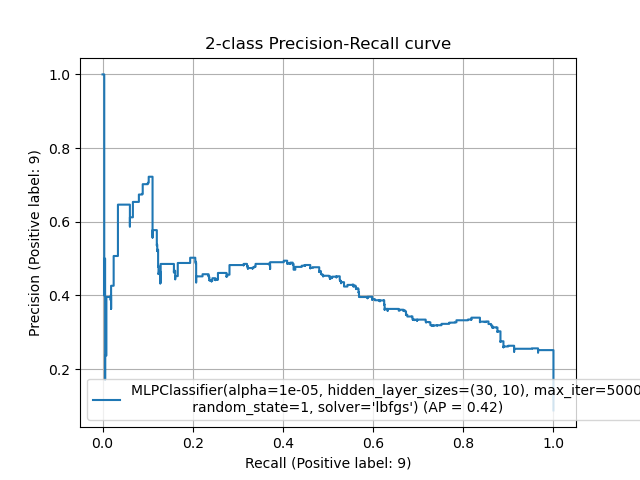 2-class Precision-Recall curve
1.0
0.8
0.6
0.4
0.2
Precision (Positive label: 9)
MLPClassifier(alpha=1e-05, hidden_layer_sizes=(30, 10), max_iter=5000
random_state=1, solver='lbfgs') (AP = 0.42)
0.0 0.2 0.4 0.6 0.8 1.0
Recall (Positive label: 9)